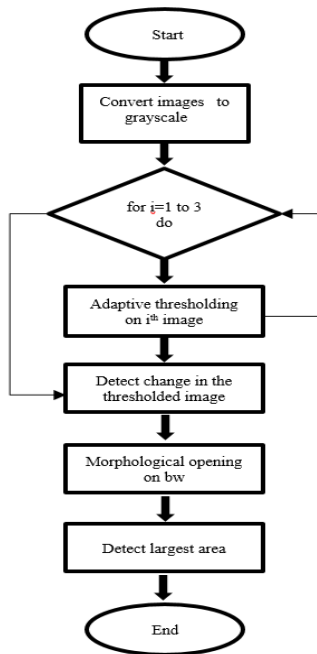 Start
Convert images to
grayscale
for i=1 to 3
do
Adaptive thresholding
on iᵗʰ image
Detect change in the
thresholded image
Morphological opening
on bw
Detect largest area
End